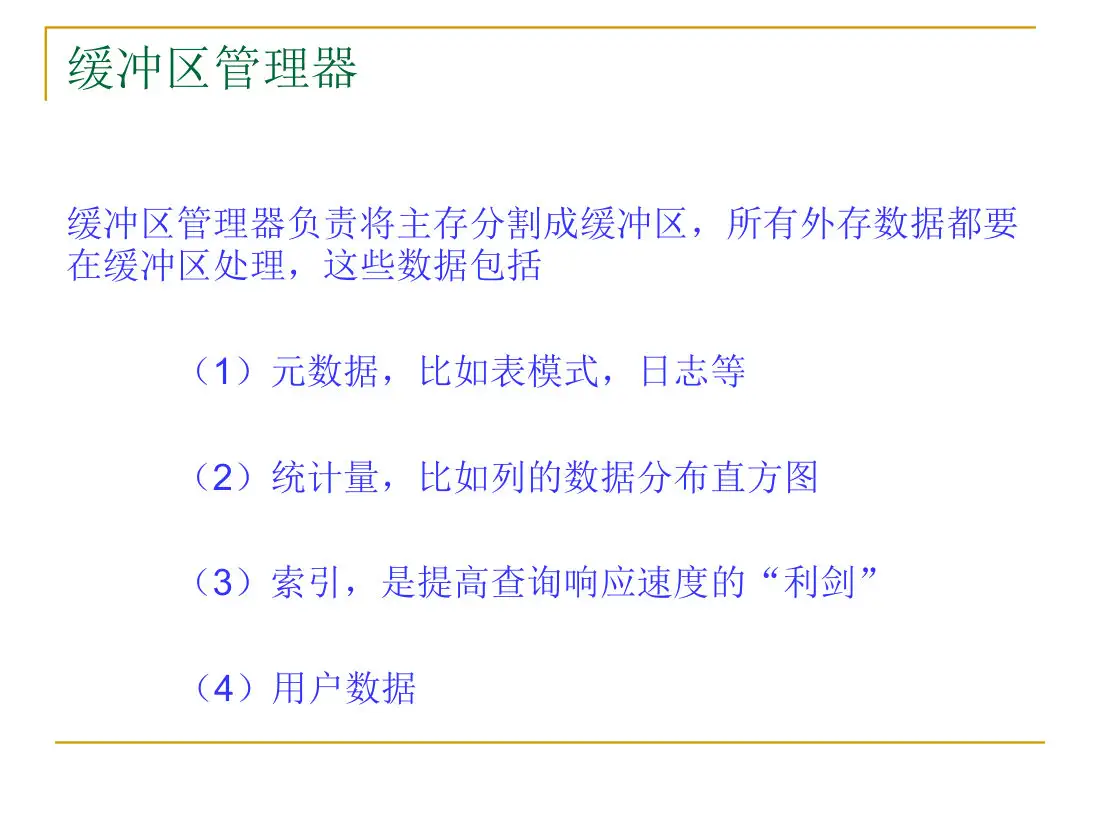 缓冲区管理器
缓冲区管理器负责将主存分割成缓冲区，所有外存数据都要
在缓冲区处理，这些数据包括
（1）元数据，比如表模式，日志等
（2）统计量，比如列的数据分布直方图
（3）索引，是提高查询响应速度的“利剑”
（4）用户数据